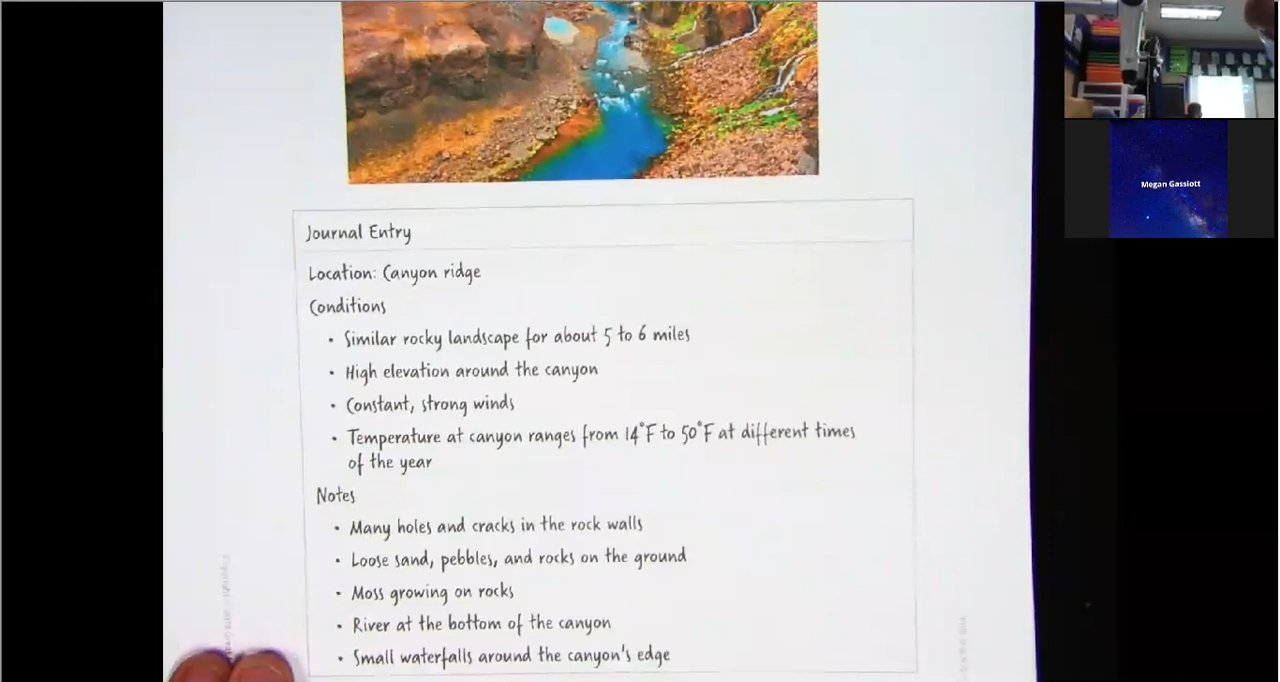 Megan Gassiott
Journal Entry
Location: Canyon ridge
Conditions
• Similar rocky landscape for about 5 to 6 miles
• High elevation around the canyon
• Constant, strong winds
• Temperature at canyon ranges from 14°F to 50°F at different times
of the year
Notes
• Many holes and cracks in the rock walls
• Loose sand, pebbles, and rocks on the ground
• Moss growing on rocks
• River at the bottom of the canyon
• Small waterfalls around the canyon's edge